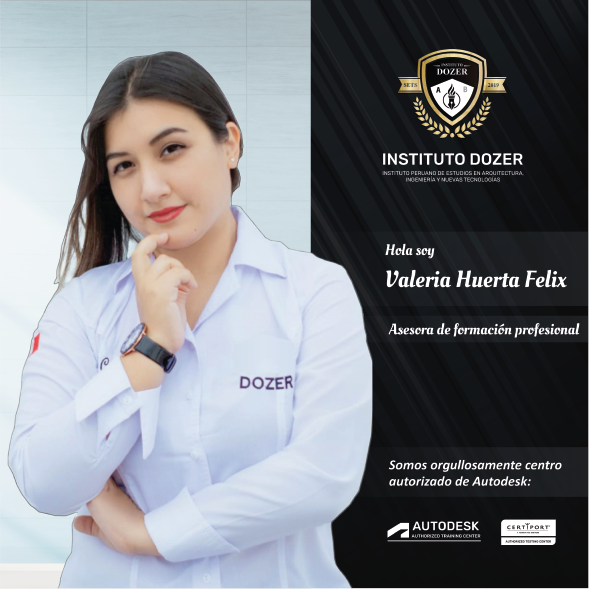 INSTITUTO
DOZER
SETS 2019
A B
INSTITUTO DOZER
INSTITUTO PERUANO DE ESTUDIOS EN ARQUITECTURA,
INGENIERÍA Y NUEVAS TECNOLOGÍAS
Hola soy
Valeria Huerta Felix
Asesora de formación profesional
DOZER
Somos orgullosamente centro
autorizado de Autodesk:
AUTODESK
AUTHORIZED TRAINING CENTER
CERTIPORT
AUTHORIZED TESTING CENTER